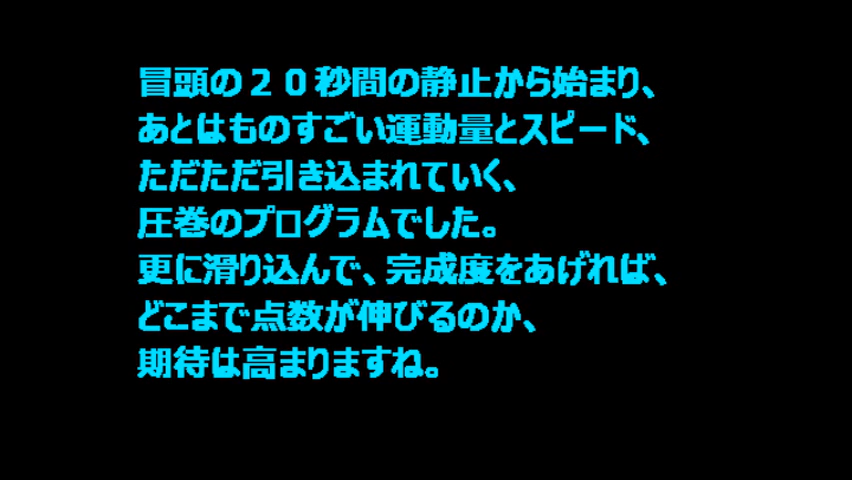 冒頭の２０秒間の静止から始まり、
あとはものすごい運動量とスピード、
ただただ引き込まれていく、
圧巻のプログラムでした。
更に滑り込んで、完成度をあげれば、
どこまで点数が伸びるのか、
期待は高まりますね。